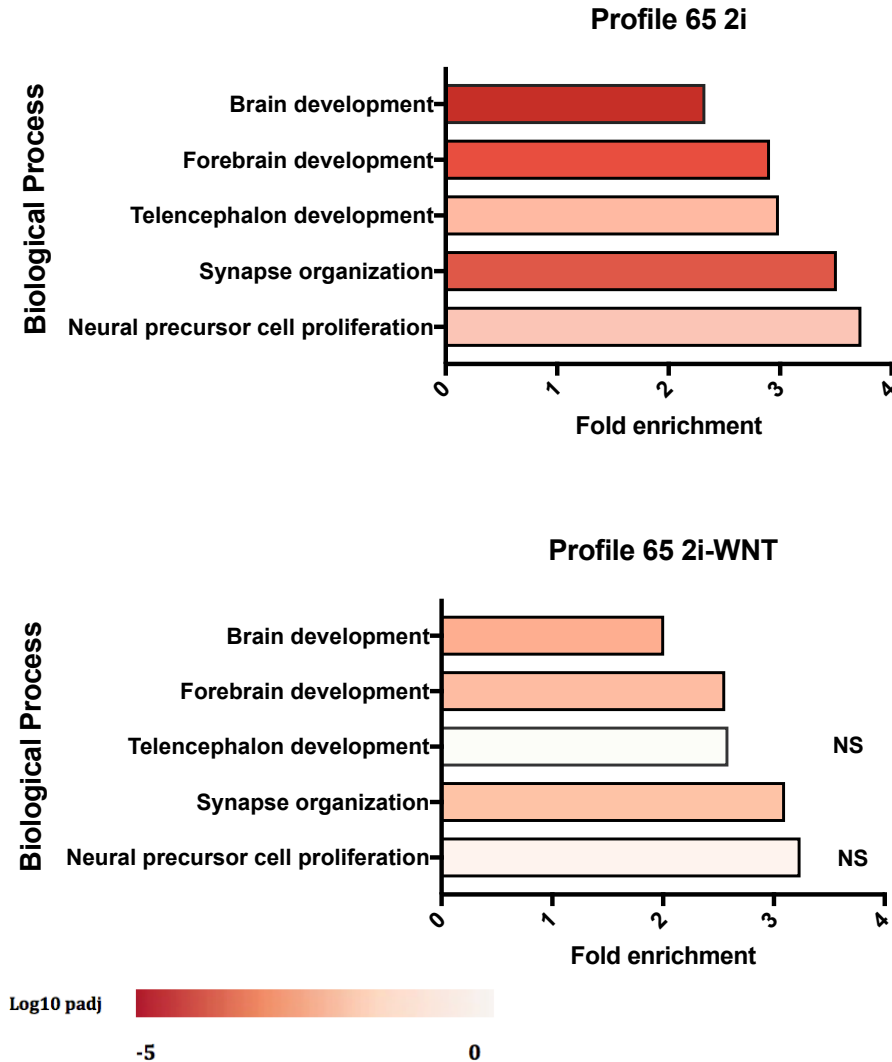 Profile 65 2i
Biological Process
Brain development
Forebrain development
Telencephalon development
Synapse organization
Neural precursor cell proliferation
0 1 2 3 4
Fold enrichment
Profile 65 2i-WNT
Biological Process
Brain development
Forebrain development
Telencephalon development NS
Synapse organization
Neural precursor cell proliferation NS
0 1 2 3 4
Fold enrichment
Log10 padj
-5 0